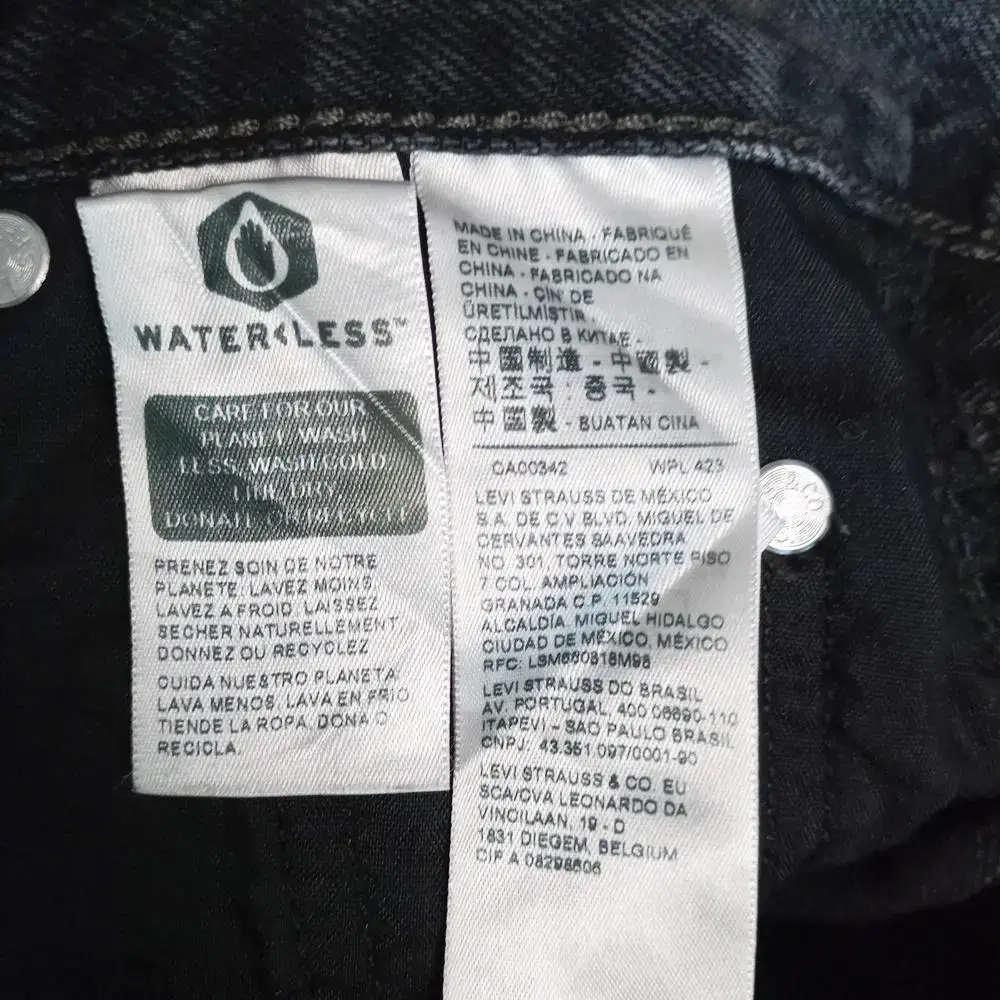 WATER<LESS™
CARE FOR OUR
PLANET. WASH
LESS, WASH COLD,
LINE DRY,
DONATE OR RECYCLE
PRENEZ SOIN DE NOTRE
PLANETE: LAVEZ MOINS,
LAVEZ A FROID, LAISSEZ
SECHER NATURELLEMENT
DONNEZ OU RECYCLEZ
CUIDA NUESTRO PLANETA:
LAVA MENOS, LAVA EN FRIO
TIENDE LA ROPA, DONA O
RECICLA.
MADE IN CHINA - FABRIQUÉ
EN CHINE - FABRICADO EN
CHINA - FABRICADO NA
CHINA - ÇIN' DE
ÜRETILMISTIR -
СДЕЛАНО В КИТАЕ -
中國制造 - 中國製 -
제조국 : 중국 -
中國製 - BUATAN CINA
CA00342 WPL 423
LEVI STRAUSS DE MÉXICO
S.A. DE C.V. BLVD. MIGUEL DE
CERVANTES SAAVEDRA
NO. 301, TORRE NORTE PISO
7 COL. AMPLIACIÓN
GRANADA C.P. 11529
ALCALDÍA. MIGUEL HIDALGO
CIUDAD DE MÉXICO, MÉXICO
RFC: LSM660818M98
LEVI STRAUSS DO BRASIL
AV. PORTUGAL, 400 06690-110
ITAPEVI - SAO PAULO BRASIL
CNPJ: 43.351.097/0001-90
LEVI STRAUSS & CO. EU
SCA/CVA LEONARDO DA
VINCILAAN, 19 - D
1831 DIEGEM, BELGIUM
CIF A 08298606
& CO